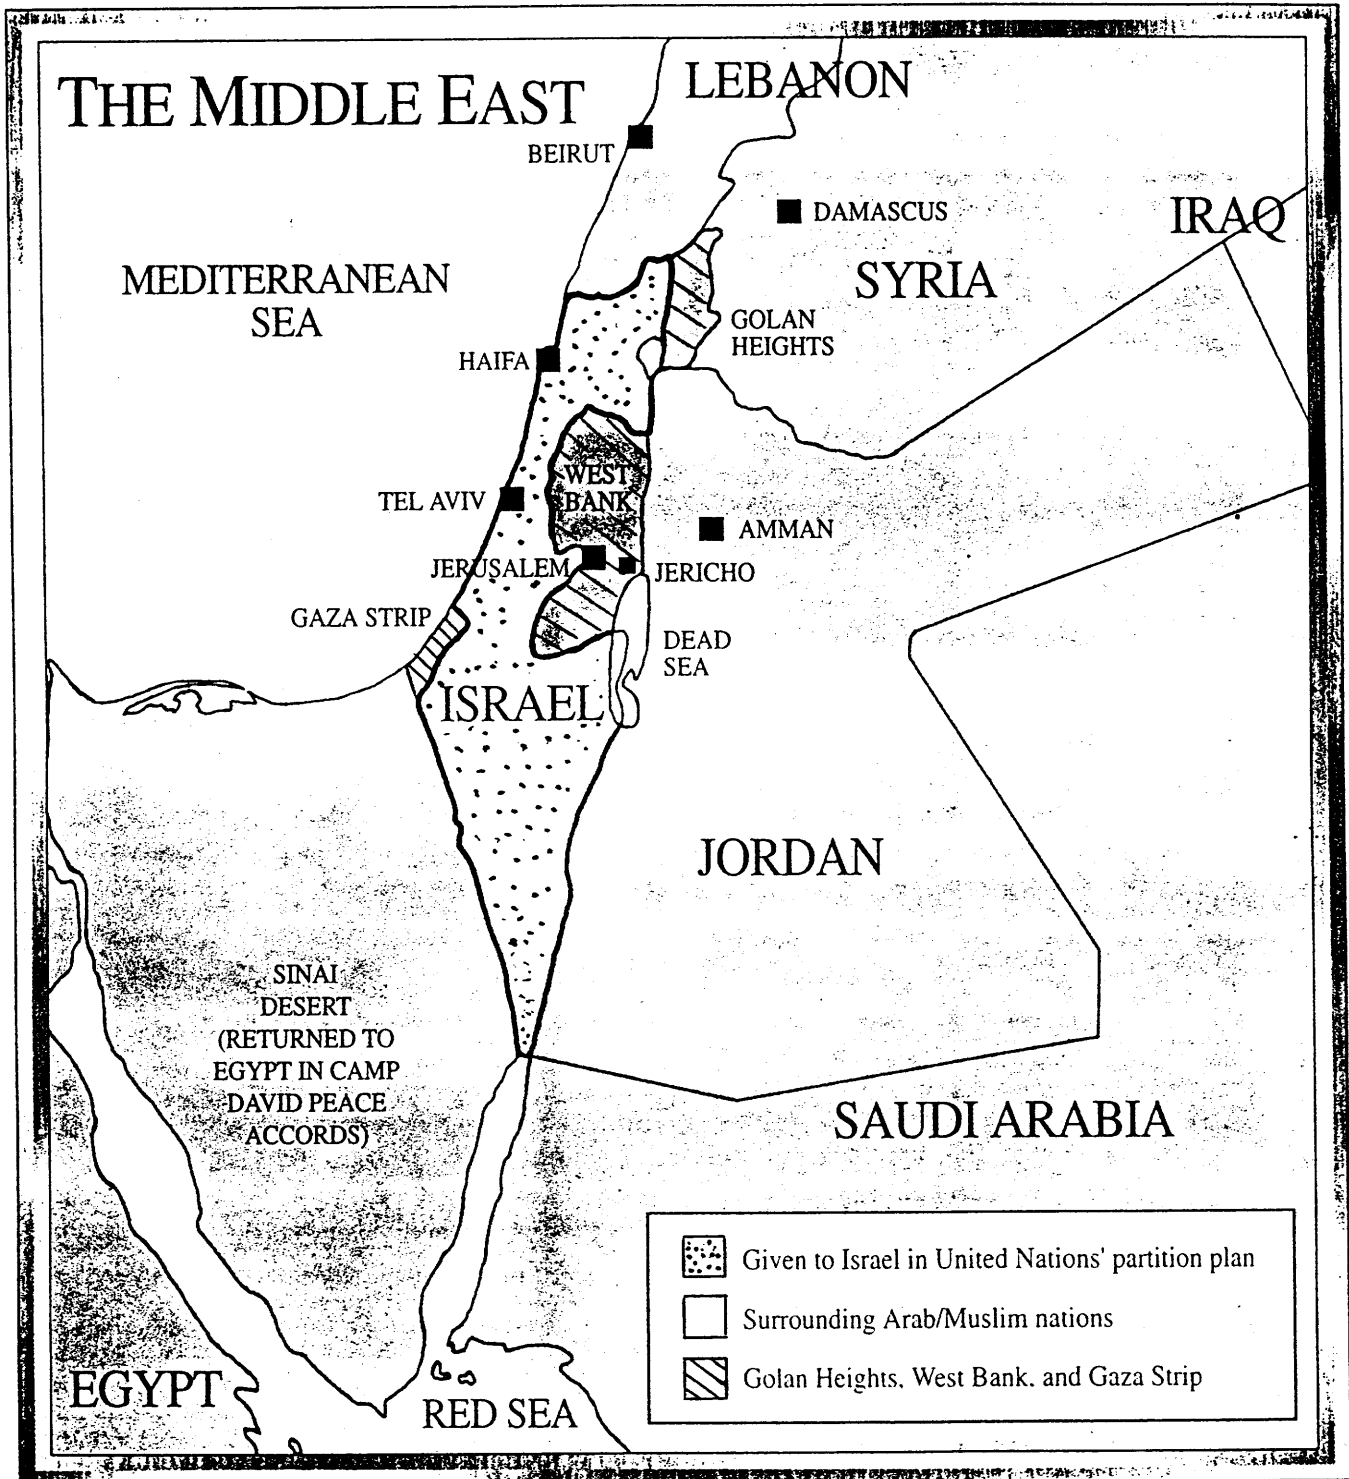 THE MIDDLE EAST
LEBANON
BEIRUT
DAMASCUS
IRAQ
MEDITERRANEAN
SEA
SYRIA
GOLAN
HEIGHTS
HAIFA
WEST
BANK
TEL AVIV
AMMAN
JERUSALEM
JERICHO
GAZA STRIP
DEAD
SEA
ISRAEL
JORDAN
SINAI
DESERT
(RETURNED TO
EGYPT IN CAMP
DAVID PEACE
ACCORDS)
SAUDI ARABIA
Given to Israel in United Nations' partition plan
Surrounding Arab/Muslim nations
Golan Heights, West Bank, and Gaza Strip
EGYPT
RED SEA